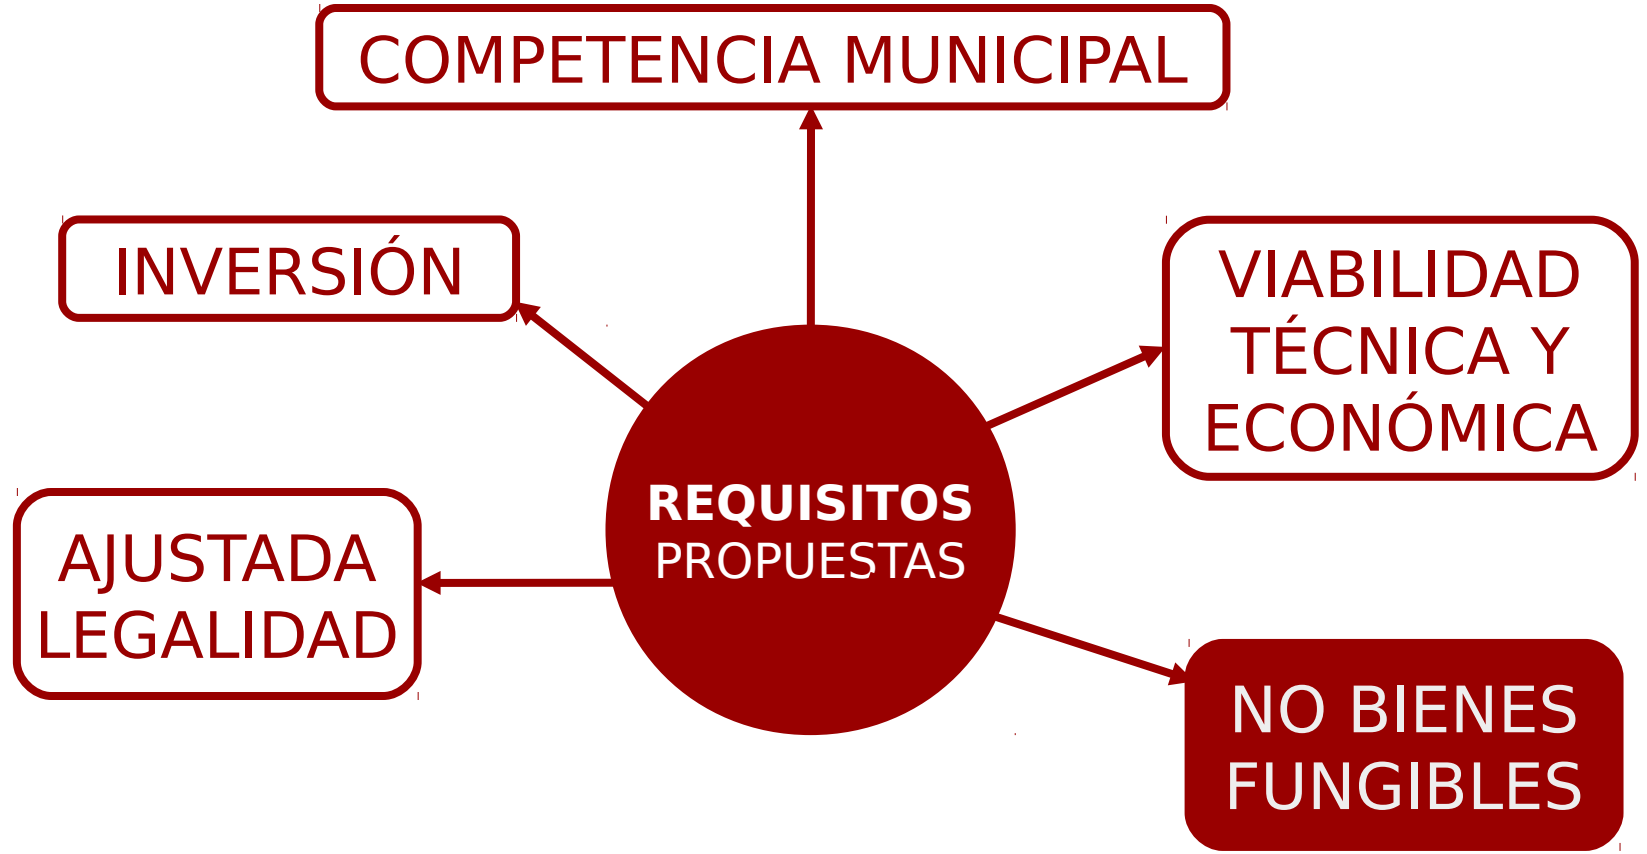 COMPETENCIA MUNICIPAL
INVERSIÓN
VIABILIDAD
TÉCNICA Y
ECONÓMICA
REQUISITOS
PROPUESTAS
AJUSTADA
LEGALIDAD
NO BIENES
FUNGIBLES